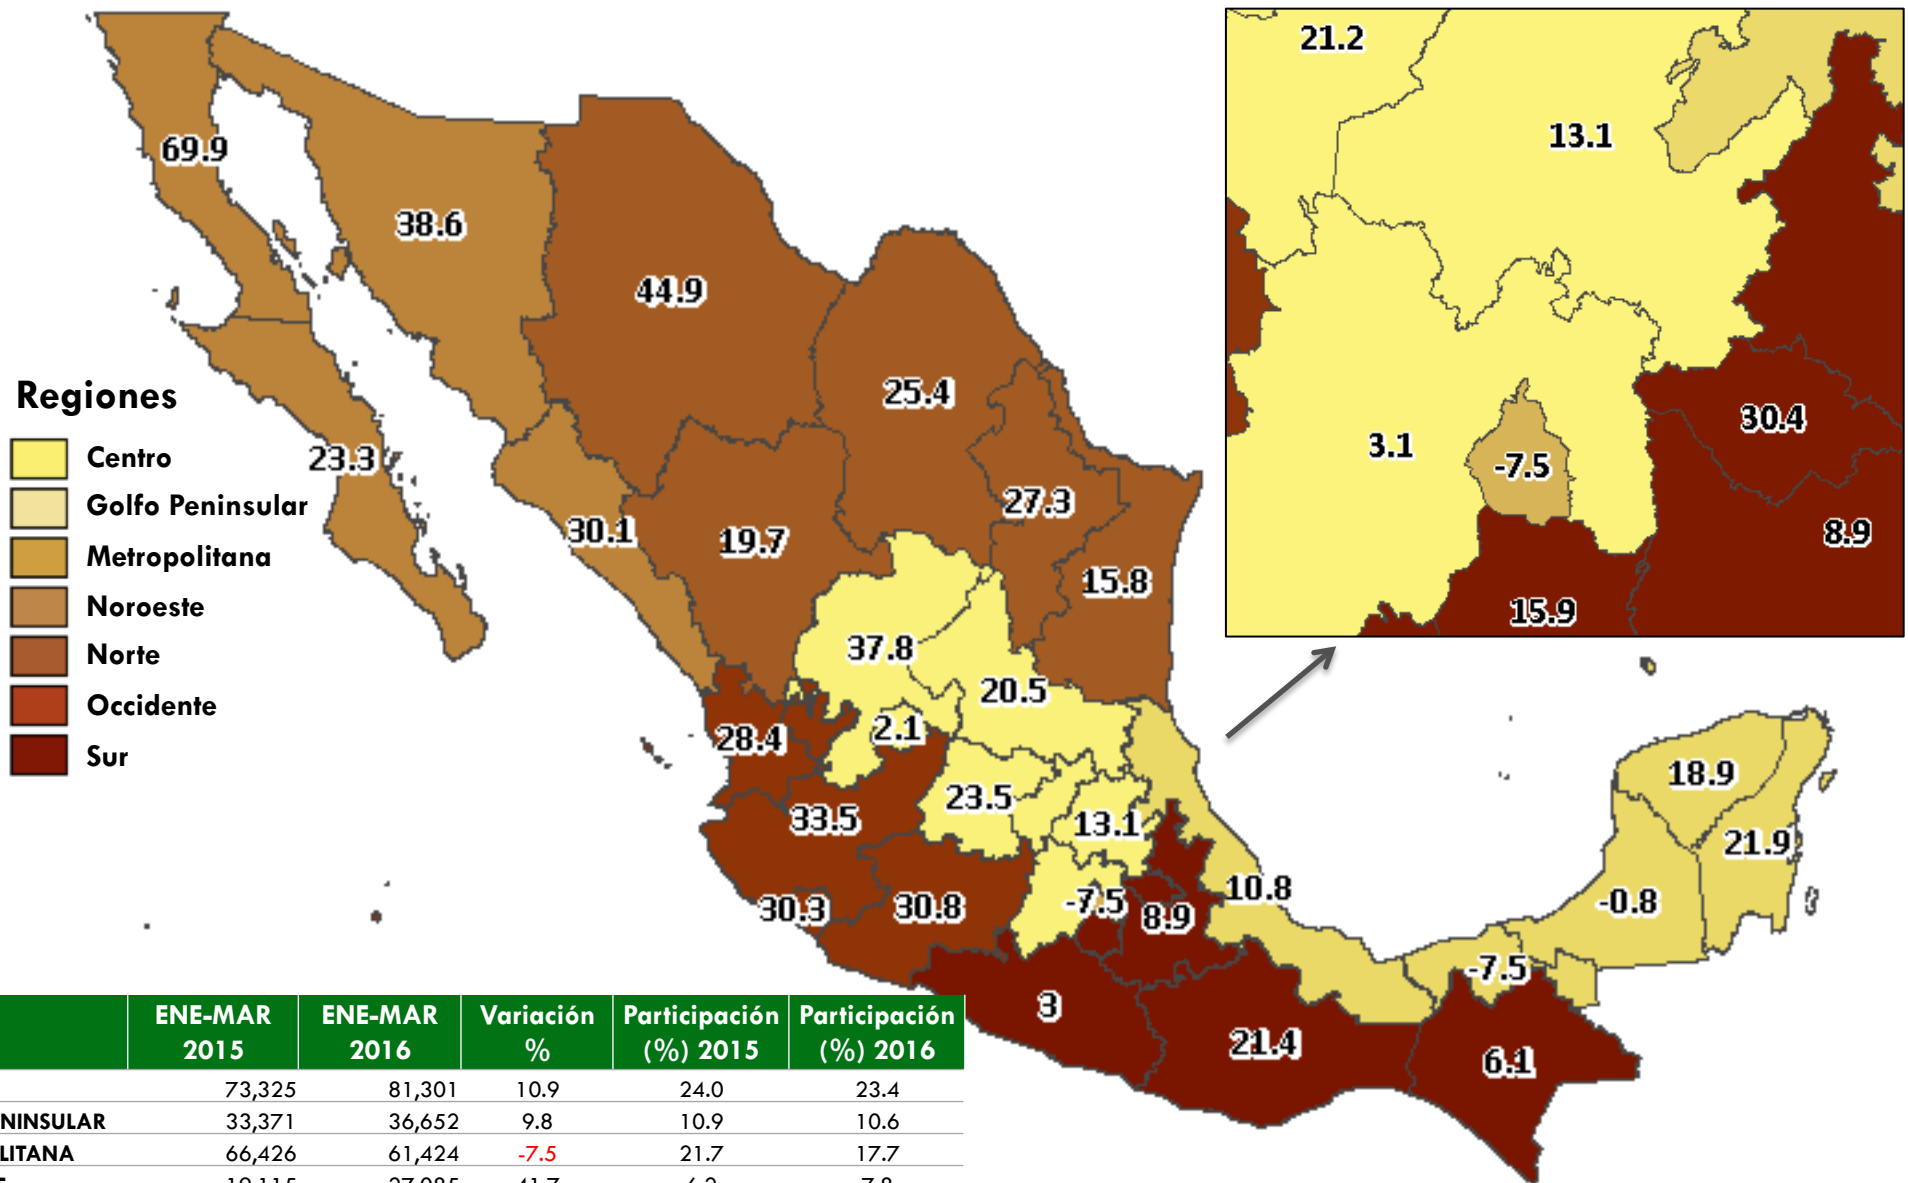 21.2
13.1
69.9
38.6
44.9
30.4
25.4
3.1
-7.5
Regiones
Centro
23.3
27.3
8.9
Golfo Peninsular
30.1
19.7
Metropolitana
15.8
15.9
Noroeste
37.8
Norte
20.5
Occidente
2.1
28.4
Sur
18.9
23.5
33.5
13.1
21.9
10.8
30.3
30.8
-7.5
8.9
-0.8
-7.5
3
21.4
6.1
ENE-MAR 2015 ENE-MAR 2016 Variación % Participación (%) 2015 Participación (%) 2016
73,325 81,301 10.9 24.0 23.4
NINSULAR 33,371 36,652 9.8 10.9 10.6
LITANA 66,426 61,424 -7.5 21.7 17.7